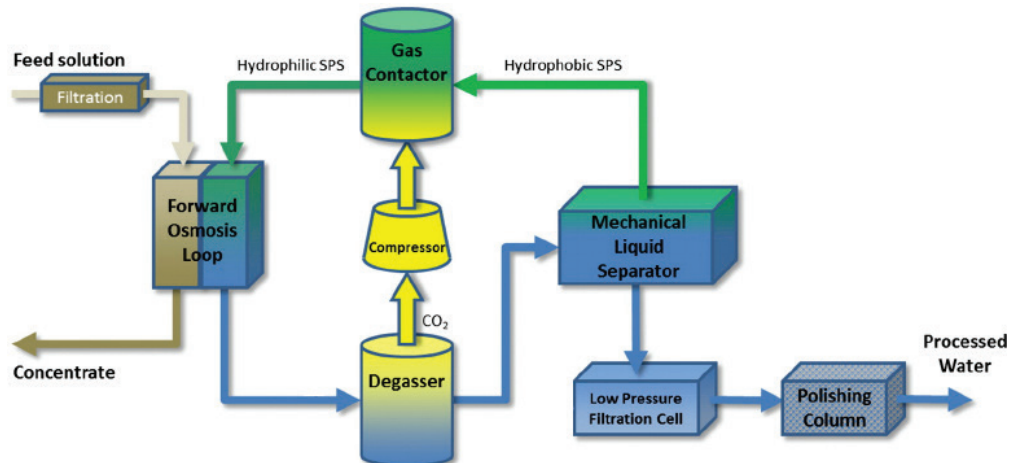 Feed solution
Filtration
Hydrophilic SPS
Gas
Contactor
Hydrophobic SPS
Forward
Osmosis
Loop
Compressor
Mechanical
Liquid
Separator
CO₂
Concentrate
Degasser
Low Pressure
Filtration Cell
Polishing
Column
Processed
Water